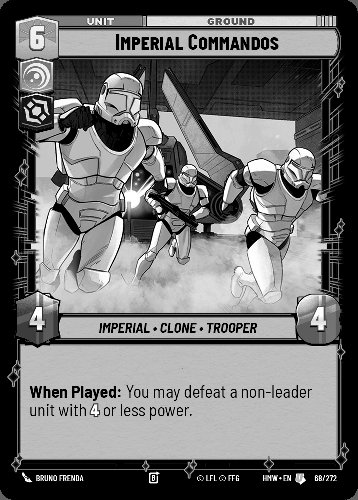 UNIT GROUND
6 IMPERIAL COMMANDOS
4 4
IMPERIAL • CLONE • TROOPER
When Played: You may defeat a non-leader
unit with 4 or less power.
BRUNO FRENDA © LFL © FFG HMW • EN 88/272